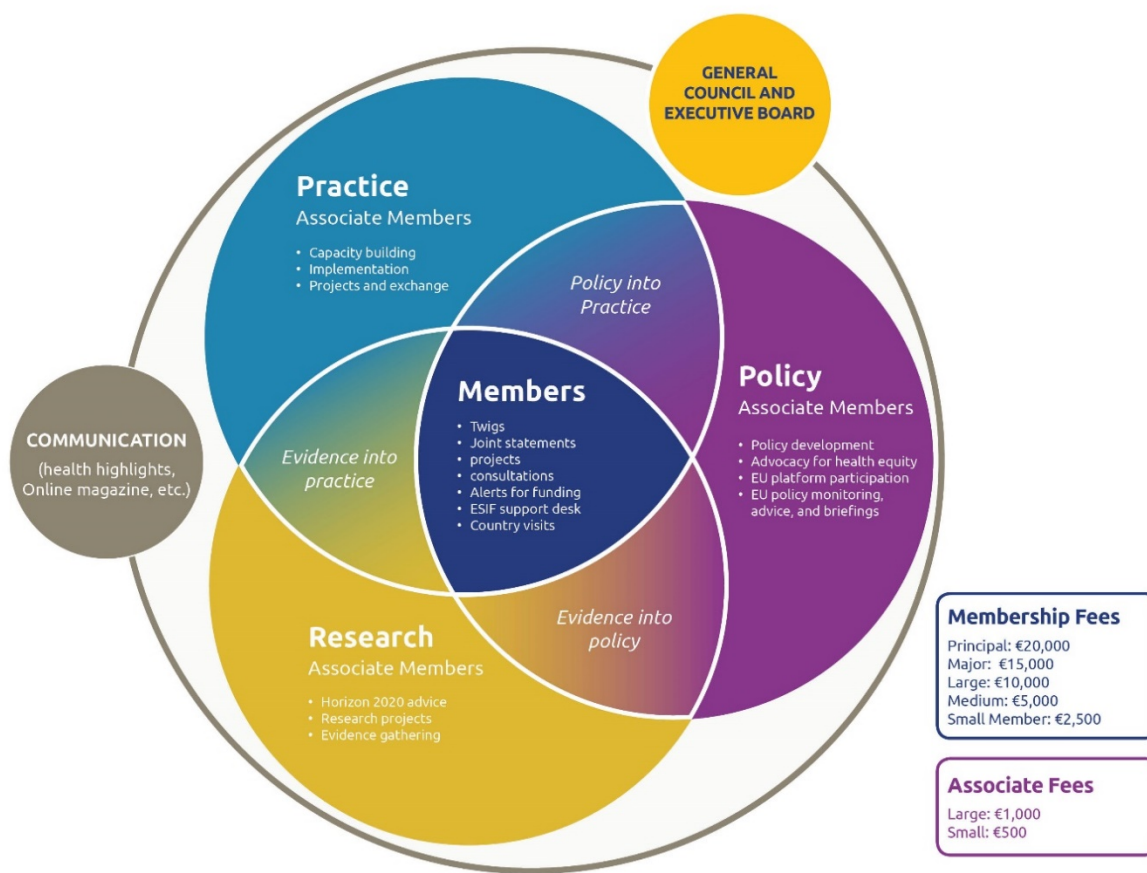 GENERAL
COUNCIL AND
EXECUTIVE BOARD
Practice
Associate Members
• Capacity building
• Implementation
• Projects and exchange
Policy into
Practice
Members
• Twigs
• Joint statements
• projects
• consultations
• Alerts for funding
• ESIF support desk
• Country visits
Policy
Associate Members
• Policy development
• Advocacy for health equity
• EU platform participation
• EU policy monitoring,
advice, and briefings
COMMUNICATION
(health highlights,
Online magazine, etc.)
Evidence into
practice
Evidence into
policy
Research
Associate Members
• Horizon 2020 advice
• Research projects
• Evidence gathering
Membership Fees
Principal: €20,000
Major: €15,000
Large: €10,000
Medium: €5,000
Small Member: €2,500
Associate Fees
Large: €1,000
Small: €500